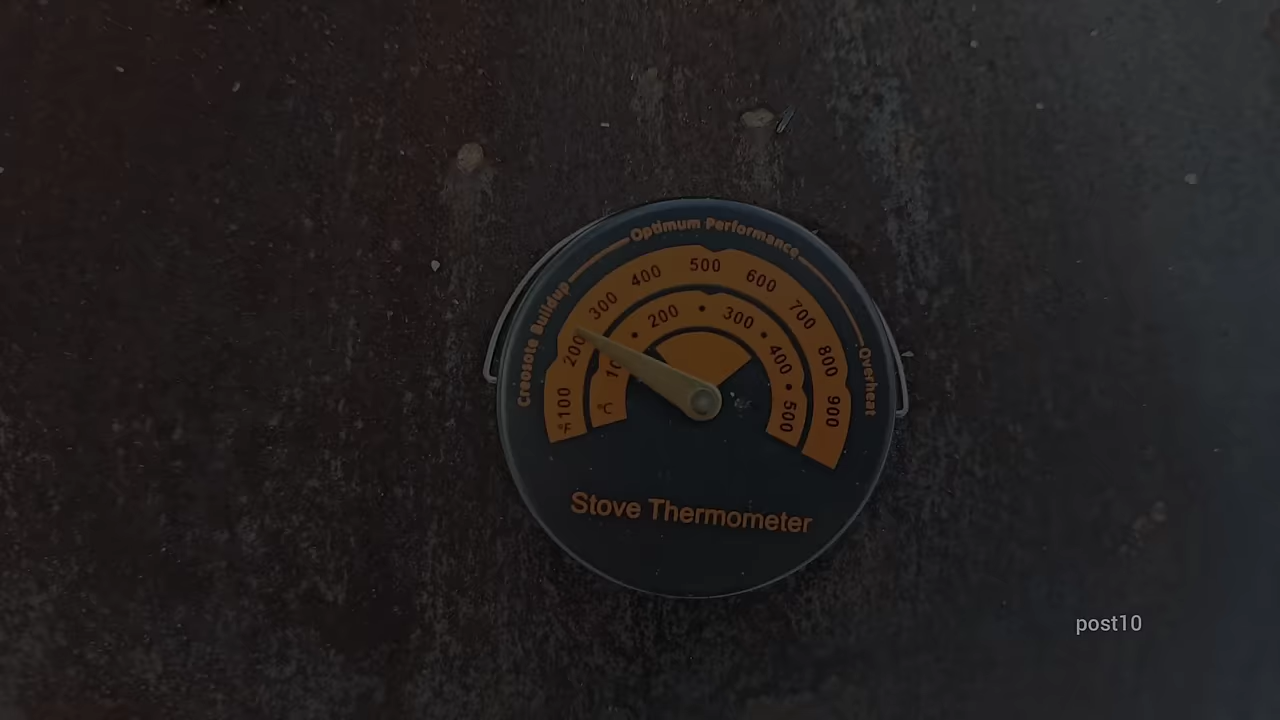 Optimum Performance
Creosote Buildup
Overheat
°F 100 200 300 400 500 600 700 800 900
°C 10 200 300 400 500
Stove Thermometer
post10